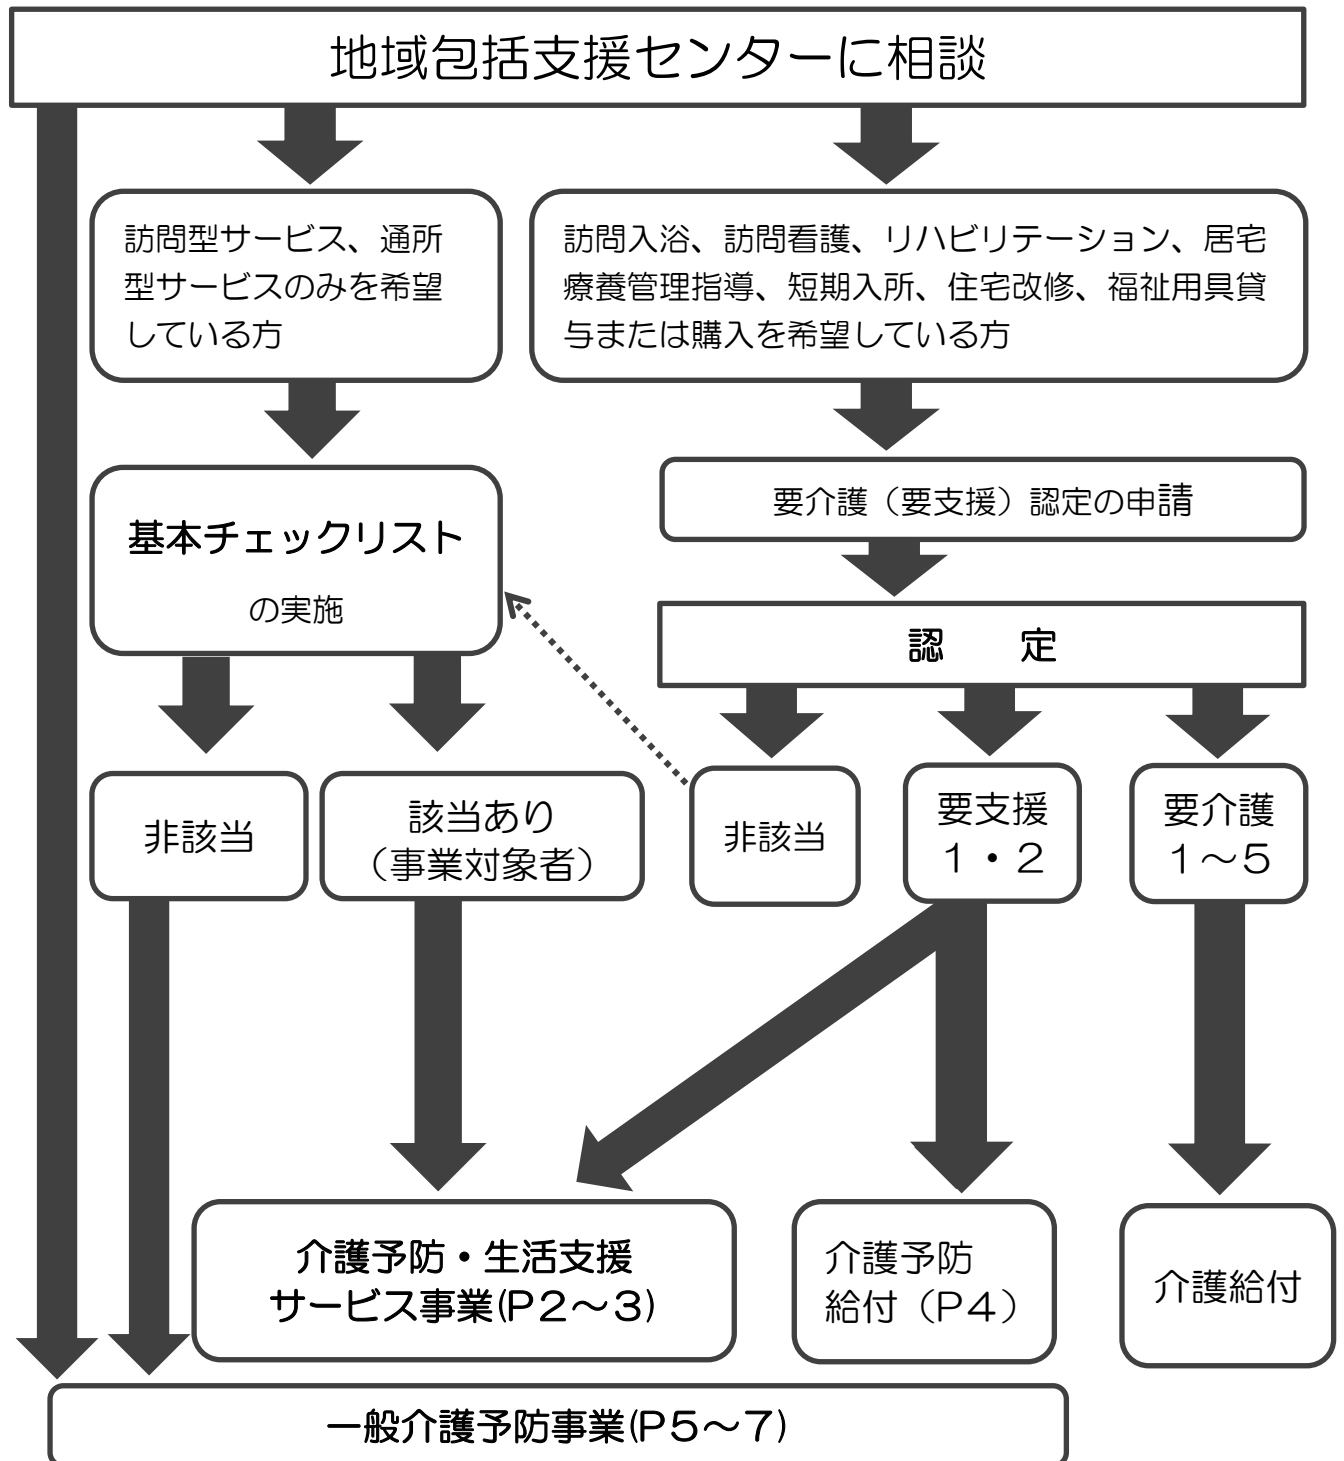 地域包括支援センターに相談
訪問型サービス、通所
型サービスのみを希望
している方
訪問入浴、訪問看護、リハビリテーション、居宅
療養管理指導、短期入所、住宅改修、福祉用具貸
与または購入を希望している方
基本チェックリスト
の実施
要介護（要支援）認定の申請
認　　定
非該当
該当あり
（事業対象者）
非該当
要支援
１・２
要介護
１～５
介護予防・生活支援
サービス事業(P２～３)
介護予防
給付（P４）
介護給付
一般介護予防事業(P５～７)